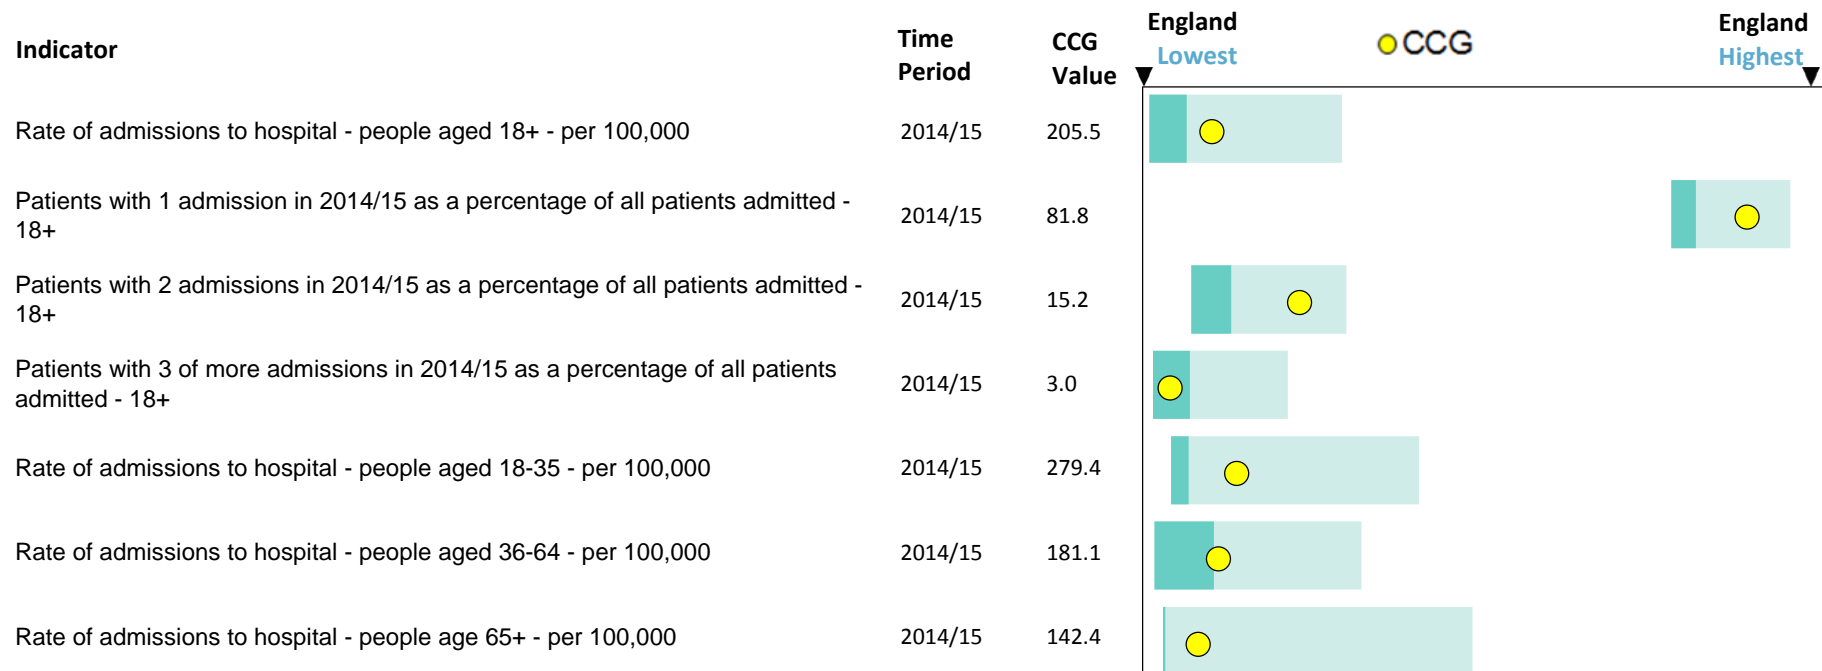 Indicator
Time Period
CCG Value
England Lowest
CCG
England Highest
Rate of admissions to hospital - people aged 18+ - per 100,000 2014/15 205.5
Patients with 1 admission in 2014/15 as a percentage of all patients admitted -
18+ 2014/15 81.8
Patients with 2 admissions in 2014/15 as a percentage of all patients admitted -
18+ 2014/15 15.2
Patients with 3 of more admissions in 2014/15 as a percentage of all patients
admitted - 18+ 2014/15 3.0
Rate of admissions to hospital - people aged 18-35 - per 100,000 2014/15 279.4
Rate of admissions to hospital - people aged 36-64 - per 100,000 2014/15 181.1
Rate of admissions to hospital - people age 65+ - per 100,000 2014/15 142.4